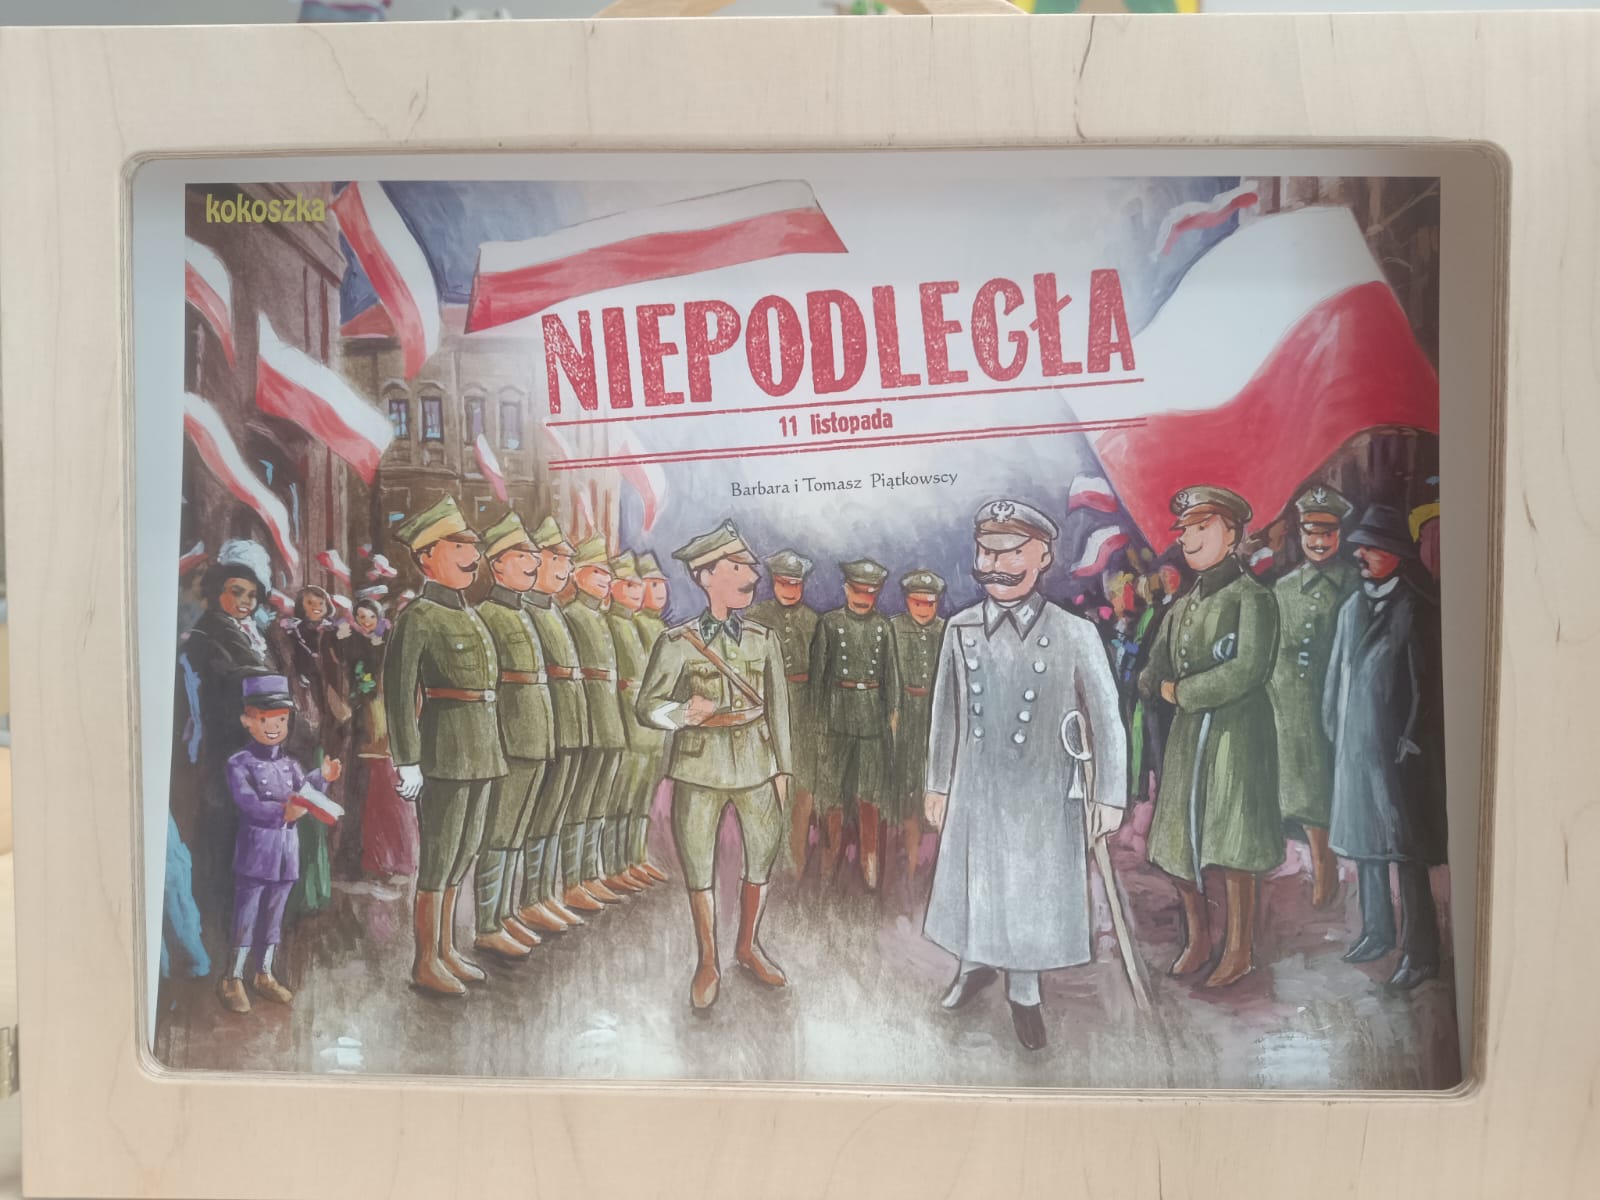 kokoszka
NIEPODLEGŁA
11 listopada
Barbara i Tomasz Piątkowscy